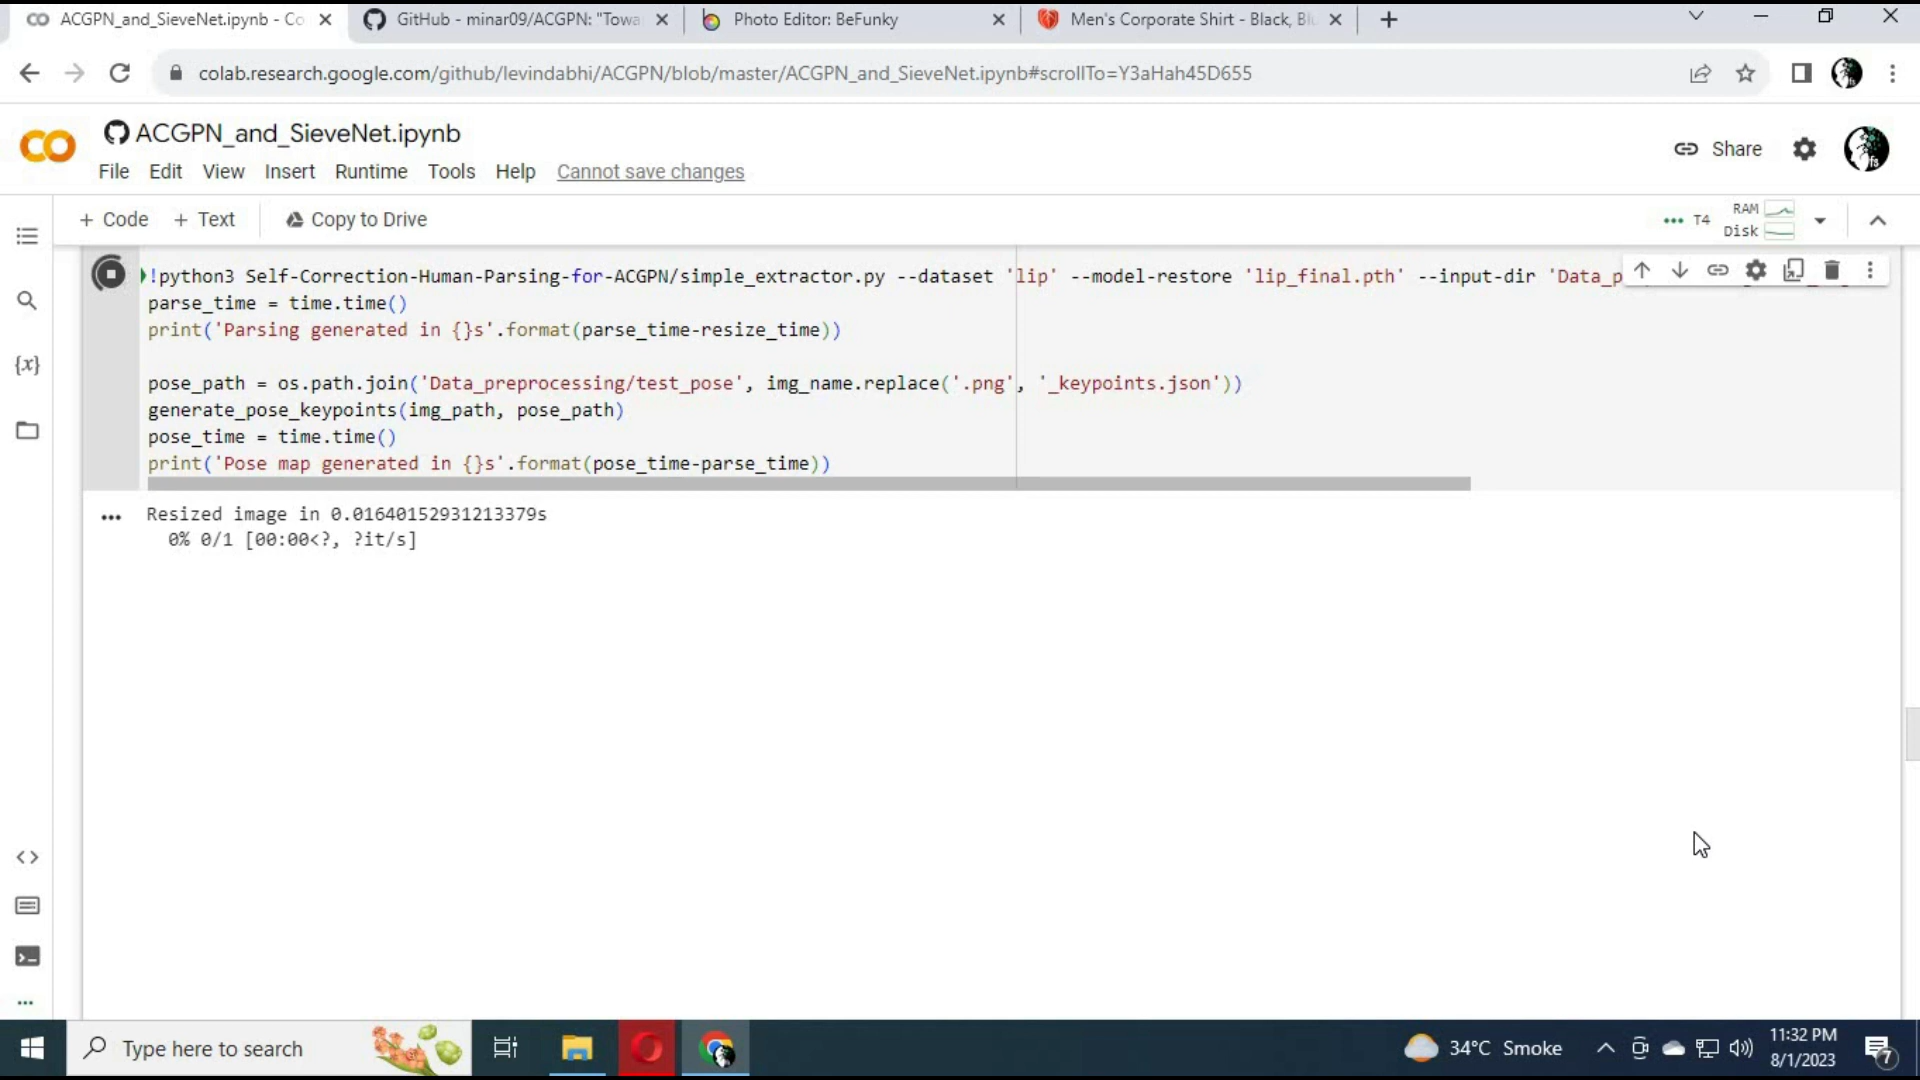 ACGPN_and_SieveNet.ipynb - Co
GitHub - minar09/ACGPN: "Towa
Photo Editor: BeFunky
Men's Corporate Shirt - Black, Blu
colab.research.google.com/github/levindabhi/ACGPN/blob/master/ACGPN_and_SieveNet.ipynb#scrollTo=Y3aHah45D655
ACGPN_and_SieveNet.ipynb
Share
File Edit View Insert Runtime Tools Help Cannot save changes
+ Code + Text Copy to Drive
T4 RAM
Disk
!python3 Self-Correction-Human-Parsing-for-ACGPN/simple_extractor.py --dataset 'lip' --model-restore 'lip_final.pth' --input-dir 'Data_p
parse_time = time.time()
print('Parsing generated in {}s'.format(parse_time-resize_time))
pose_path = os.path.join('Data_preprocessing/test_pose', img_name.replace('.png', '_keypoints.json'))
generate_pose_keypoints(img_path, pose_path)
pose_time = time.time()
print('Pose map generated in {}s'.format(pose_time-parse_time))
Resized image in 0.01640152931213379s
0% 0/1 [00:00<?, ?it/s]
Type here to search
34°C Smoke
11:32 PM
8/1/2023
7